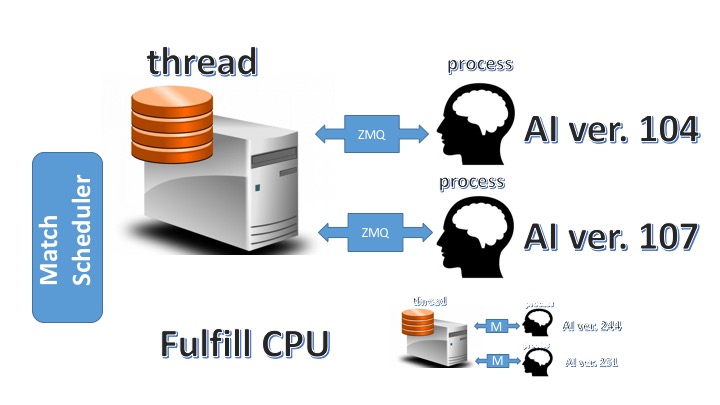 thread
process
ZMQ
AI ver. 104
process
Match
Scheduler
ZMQ
AI ver. 107
thread
process
M
AI ver. 244
Fulfill CPU
process
M
AI ver. 251